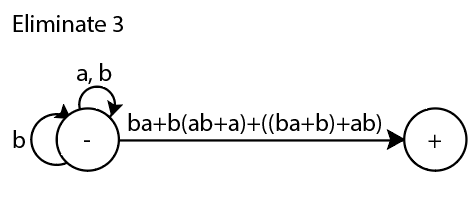 Eliminate 3
a, b
ba+b(ab+a)+((ba+b)+ab)
b
-
+